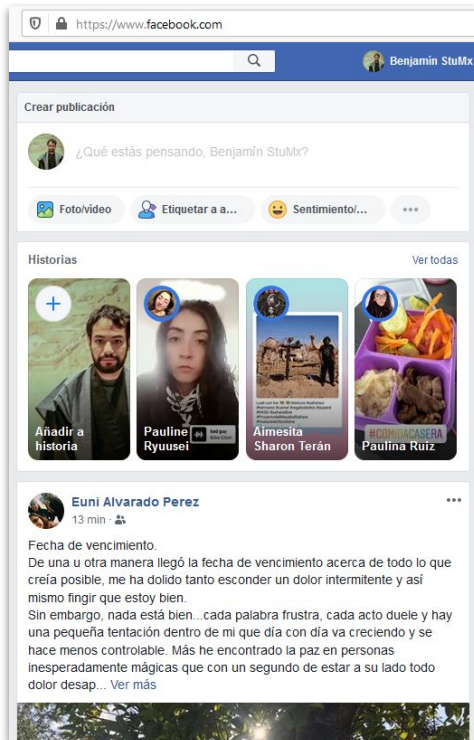 https://www.facebook.com
Benjamin StuMx
Crear publicación
¿Qué estás pensando, Benjamín StuMx?
Foto/video
Etiquetar a a...
Sentimiento/...
Historias
Ver todas
Añadir a
historia
Pauline
Ryuusei
Bad guy
Billie Eilish
Aimesita
Sharon Terán
#COMIDACASERA
Paulina Ruiz
Euni Alvarado Perez
13 min ·
Fecha de vencimiento.
De una u otra manera llegó la fecha de vencimiento acerca de todo lo que
creía posible, me ha dolido tanto esconder un dolor intermitente y así
mismo fingir que estoy bien.
Sin embargo, nada está bien...cada palabra frustra, cada acto duele y hay
una pequeña tentación dentro de mi que día con día va creciendo y se
hace menos controlable. Más he encontrado la paz en personas
inesperadamente mágicas que con un segundo de estar a su lado todo
dolor desap... Ver más